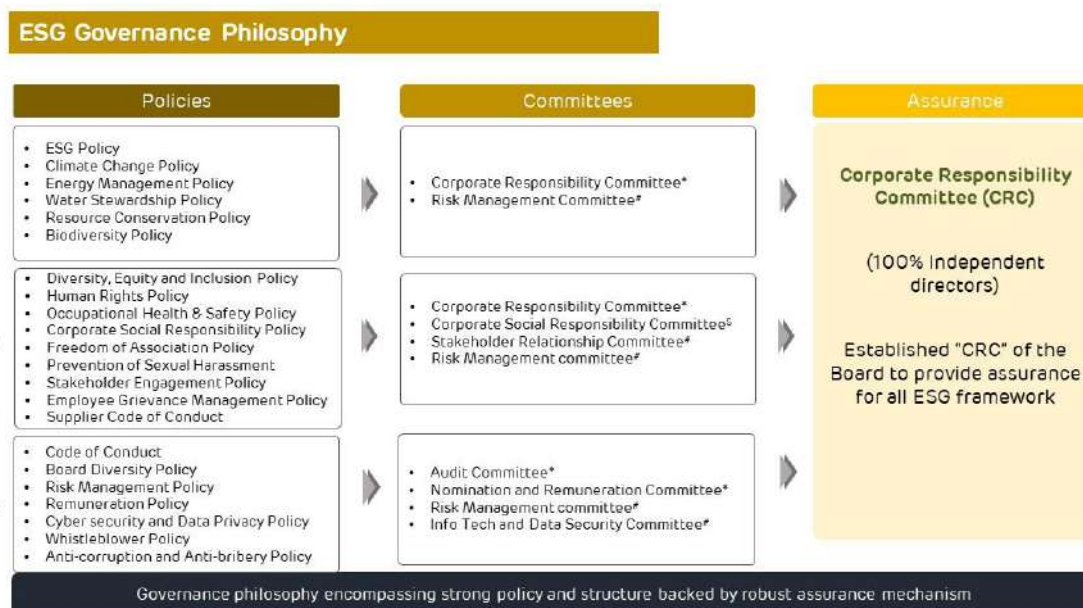 ESG Governance Philosophy
Policies
• ESG Policy
• Climate Change Policy
• Energy Management Policy
• Water Stewardship Policy
• Resource Conservation Policy
• Biodiversity Policy
• Diversity, Equity and Inclusion Policy
• Human Rights Policy
• Occupational Health & Safety Policy
• Corporate Social Responsibility Policy
• Freedom of Association Policy
• Prevention of Sexual Harassment
• Stakeholder Engagement Policy
• Employee Grievance Management Policy
• Supplier Code of Conduct
• Code of Conduct
• Board Diversity Policy
• Risk Management Policy
• Remuneration Policy
• Cyber security and Data Privacy Policy
• Whistleblower Policy
• Anti-corruption and Anti-bribery Policy
Committees
• Corporate Responsibility Committee*
• Risk Management Committee#
• Corporate Responsibility Committee*
• Corporate Social Responsibility Committee$
• Stakeholder Relationship Committee#
• Risk Management committee#
• Audit Committee*
• Nomination and Remuneration Committee*
• Risk Management committee#
• Info Tech and Data Security Committee#
Assurance
Corporate Responsibility
Committee (CRC)
(100% Independent
directors)
Established "CRC" of the
Board to provide assurance
for all ESG framework
Governance philosophy encompassing strong policy and structure backed by robust assurance mechanism